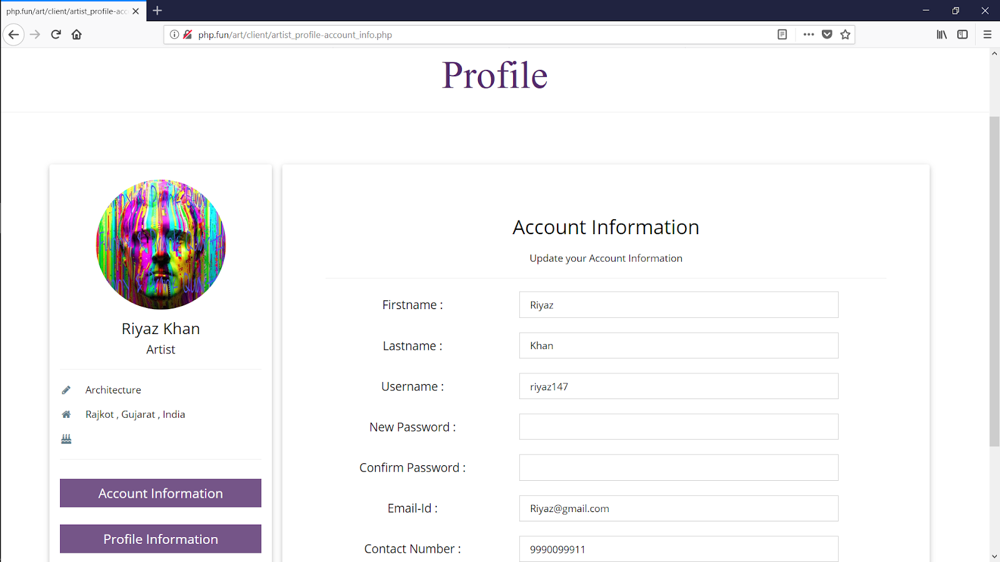 php.fun/art/client/artist_profile-acc
php.fun/art/client/artist_profile-account_info.php
Profile
Riyaz Khan
Artist
Architecture
Rajkot , Gujarat , India
Account Information
Profile Information
Account Information
Update your Account Information
Firstname : Riyaz
Lastname : Khan
Username : riyaz147
New Password :
Confirm Password :
Email-Id : Riyaz@gmail.com
Contact Number : 9990099911